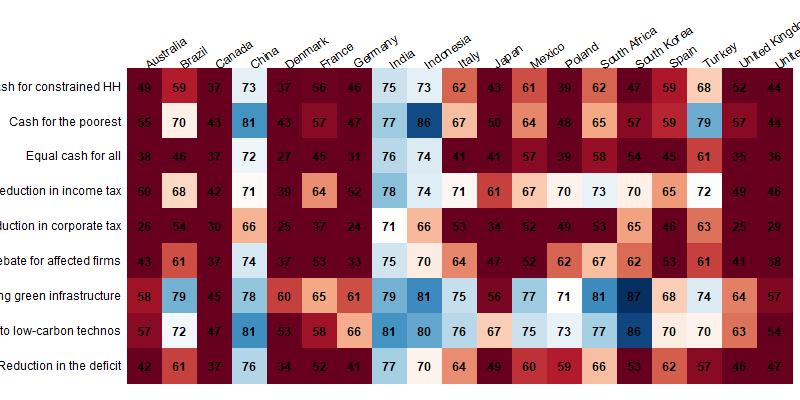 Australia Brazil Canada China Denmark France Germany India Indonesia Italy Japan Mexico Poland South Africa South Korea Spain Turkey United Kingdo Unite
sh for constrained HH 49 59 37 73 37 56 46 75 73 62 43 61 39 62 47 59 68 52 44
Cash for the poorest 55 70 43 81 43 57 47 77 86 67 50 64 48 65 57 59 79 57 44
Equal cash for all 38 46 37 72 27 45 31 76 74 41 41 57 39 58 54 45 61 35 36
eduction in income tax 50 68 42 71 39 64 52 78 74 71 61 67 70 73 70 65 72 49 46
uction in corporate tax 26 54 30 66 25 37 24 71 66 53 34 52 49 53 65 46 63 25 29
ebate for affected firms 43 61 37 74 37 53 33 75 70 64 47 52 62 67 62 53 61 41 38
ng green infrastructure 58 79 45 78 60 65 61 79 81 75 56 77 71 81 87 68 74 64 57
to low-carbon technos 57 72 47 81 53 58 66 81 80 76 67 75 73 77 86 70 70 63 54
Reduction in the deficit 42 61 37 76 34 52 41 77 70 64 49 60 59 66 53 62 57 46 47